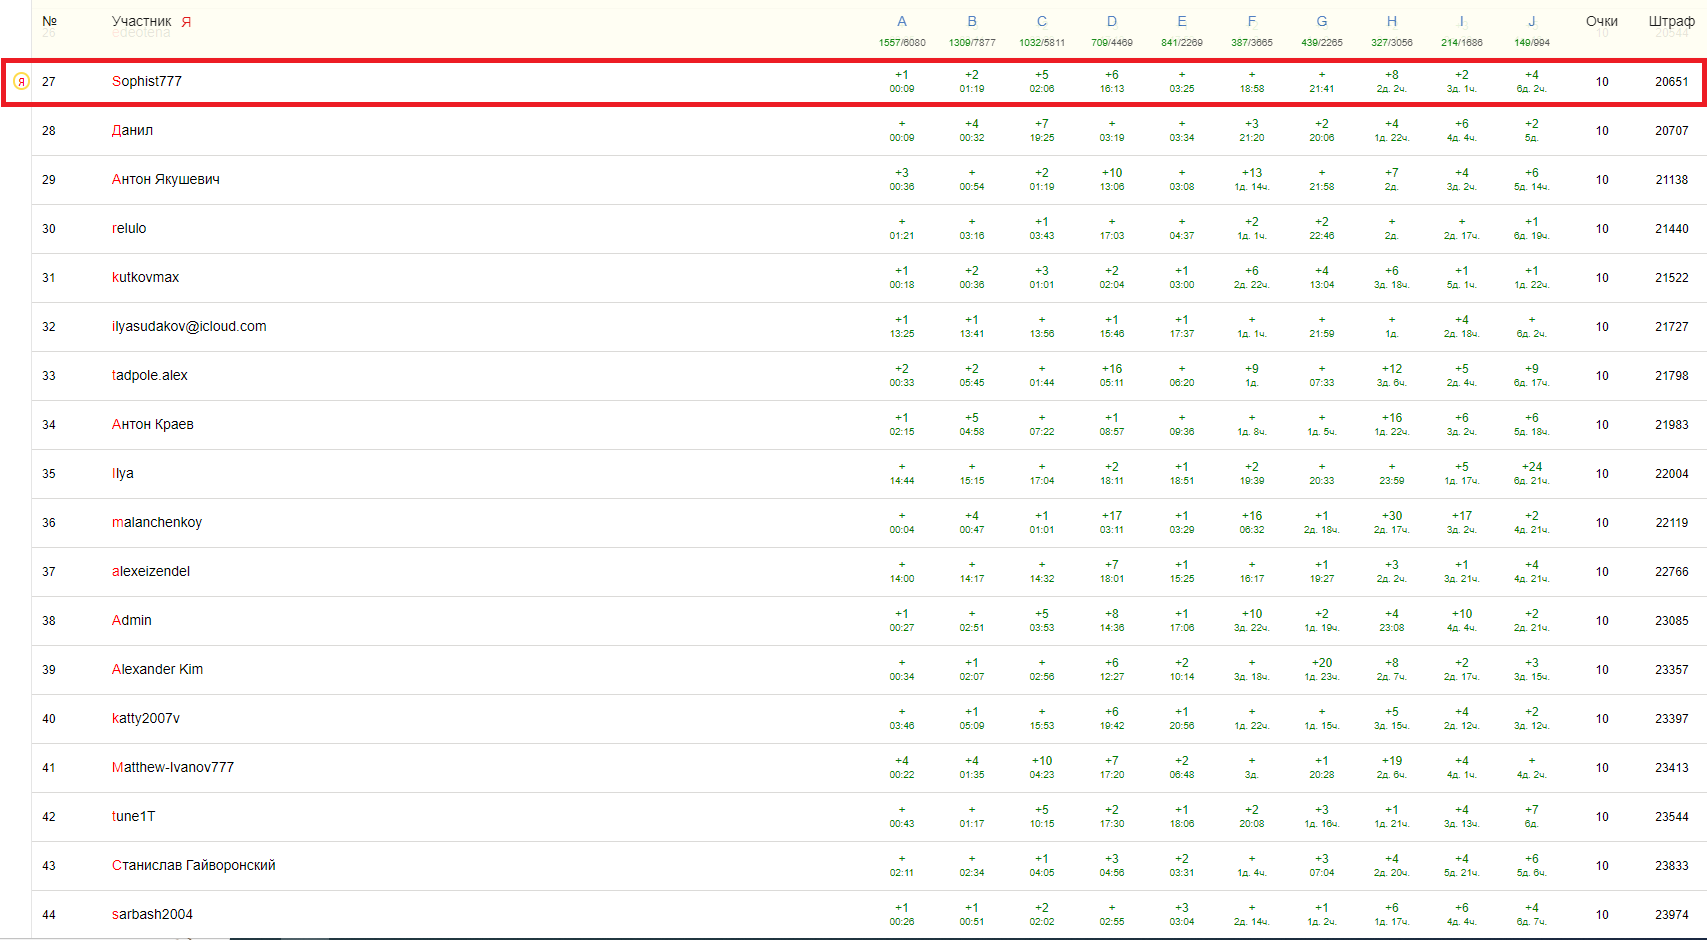 № Участник Я A B C D E F G H I J Очки Штраф
26 edeotena 10 20544
1557/6080 1309/7877 1032/5811 709/4469 841/2269 387/3665 439/2265 327/3056 214/1686 149/994
Я 27 Sophist777 +1 +2 +5 +6 + + + +8 +2 +4 10 20651
00:09 01:19 02:06 16:13 03:25 18:58 21:41 2д. 2ч. 3д. 1ч. 6д. 2ч.
28 Данил + +4 +7 + + +3 +2 +4 +6 +2 10 20707
00:09 00:32 19:25 03:19 03:34 21:20 20:06 1д. 22ч. 4д. 4ч. 5д.
29 Антон Якушевич +3 + +2 +10 + +13 + +7 +4 +6 10 21138
00:36 00:54 01:19 13:06 03:08 1д. 14ч. 21:58 2д. 3д. 2ч. 5д. 14ч.
30 relulo + + +1 + + +2 +2 + + +1 10 21440
01:21 03:16 03:43 17:03 04:37 1д. 1ч. 22:46 2д. 2д. 17ч. 6д. 19ч.
31 kutkovmax +1 +2 +3 +2 +1 +6 +4 +6 +1 +1 10 21522
00:18 00:36 01:01 02:04 03:00 2д. 22ч. 13:04 3д. 18ч. 5д. 1ч. 1д. 22ч.
32 ilyasudakov@icloud.com +1 +1 + +1 +1 + + + +4 + 10 21727
13:25 13:41 13:56 15:46 17:37 1д. 1ч. 21:59 1д. 2д. 18ч. 6д. 2ч.
33 tadpole.alex +2 +2 + +16 + +9 + +12 +5 +9 10 21798
00:33 05:45 01:44 05:11 06:20 1д. 07:33 3д. 6ч. 2д. 4ч. 6д. 17ч.
34 Антон Краев +1 +5 + +1 + + + +16 +6 +6 10 21983
02:15 04:58 07:22 08:57 09:36 1д. 8ч. 1д. 5ч. 1д. 22ч. 3д. 2ч. 5д. 18ч.
35 Ilya + + + +2 +1 +2 + + +5 +24 10 22004
14:44 15:15 17:04 18:11 18:51 19:39 20:33 23:59 1д. 17ч. 6д. 21ч.
36 malanchenkoy + +4 +1 +17 +1 +16 +1 +30 +17 +2 10 22119
00:04 00:47 01:01 03:11 03:29 06:32 2д. 18ч. 2д. 17ч. 3д. 2ч. 4д. 21ч.
37 alexeizendel + + + +7 +1 + +1 +3 +1 +4 10 22766
14:00 14:17 14:32 18:01 15:25 16:17 19:27 2д. 2ч. 3д. 21ч. 4д. 21ч.
38 Admin +1 + +5 +8 +1 +10 +2 +4 +10 +2 10 23085
00:27 02:51 03:53 14:36 17:06 3д. 22ч. 1д. 19ч. 23:08 4д. 4ч. 2д. 21ч.
39 Alexander Kim + +1 + +6 +2 + +20 +8 +2 +3 10 23357
00:34 02:07 02:56 12:27 10:14 3д. 18ч. 1д. 23ч. 2д. 7ч. 2д. 17ч. 3д. 15ч.
40 katty2007v + +1 + +6 +1 + + +5 +4 +2 10 23397
03:46 05:09 15:53 19:42 20:56 1д. 22ч. 1д. 15ч. 3д. 15ч. 2д. 12ч. 3д. 12ч.
41 Matthew-Ivanov777 +4 +4 +10 +7 +2 + +1 +19 +4 + 10 23413
00:22 01:35 04:23 17:20 06:48 3д. 20:28 2д. 6ч. 4д. 1ч. 4д. 2ч.
42 tune1T + + +5 +2 +1 +2 +3 +1 +4 +7 10 23544
00:43 01:17 10:15 17:30 18:06 20:08 1д. 16ч. 1д. 21ч. 3д. 13ч. 6д.
43 Станислав Гайворонский + + +1 +3 +2 + +3 +4 +4 +6 10 23833
02:11 02:34 04:05 04:56 03:31 1д. 4ч. 07:04 2д. 20ч. 5д. 21ч. 5д. 6ч.
44 sarbash2004 +1 +1 +2 + +3 + +1 +6 +6 +4 10 23974
00:26 00:51 02:02 02:55 03:04 2д. 14ч. 1д. 2ч. 1д. 17ч. 4д. 4ч. 6д. 7ч.